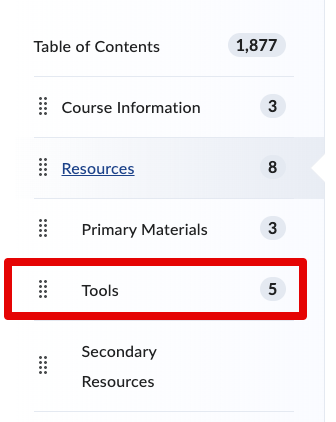 Table of Contents 1,877
Course Information 3
Resources 8
Primary Materials 3
Tools 5
Secondary
Resources